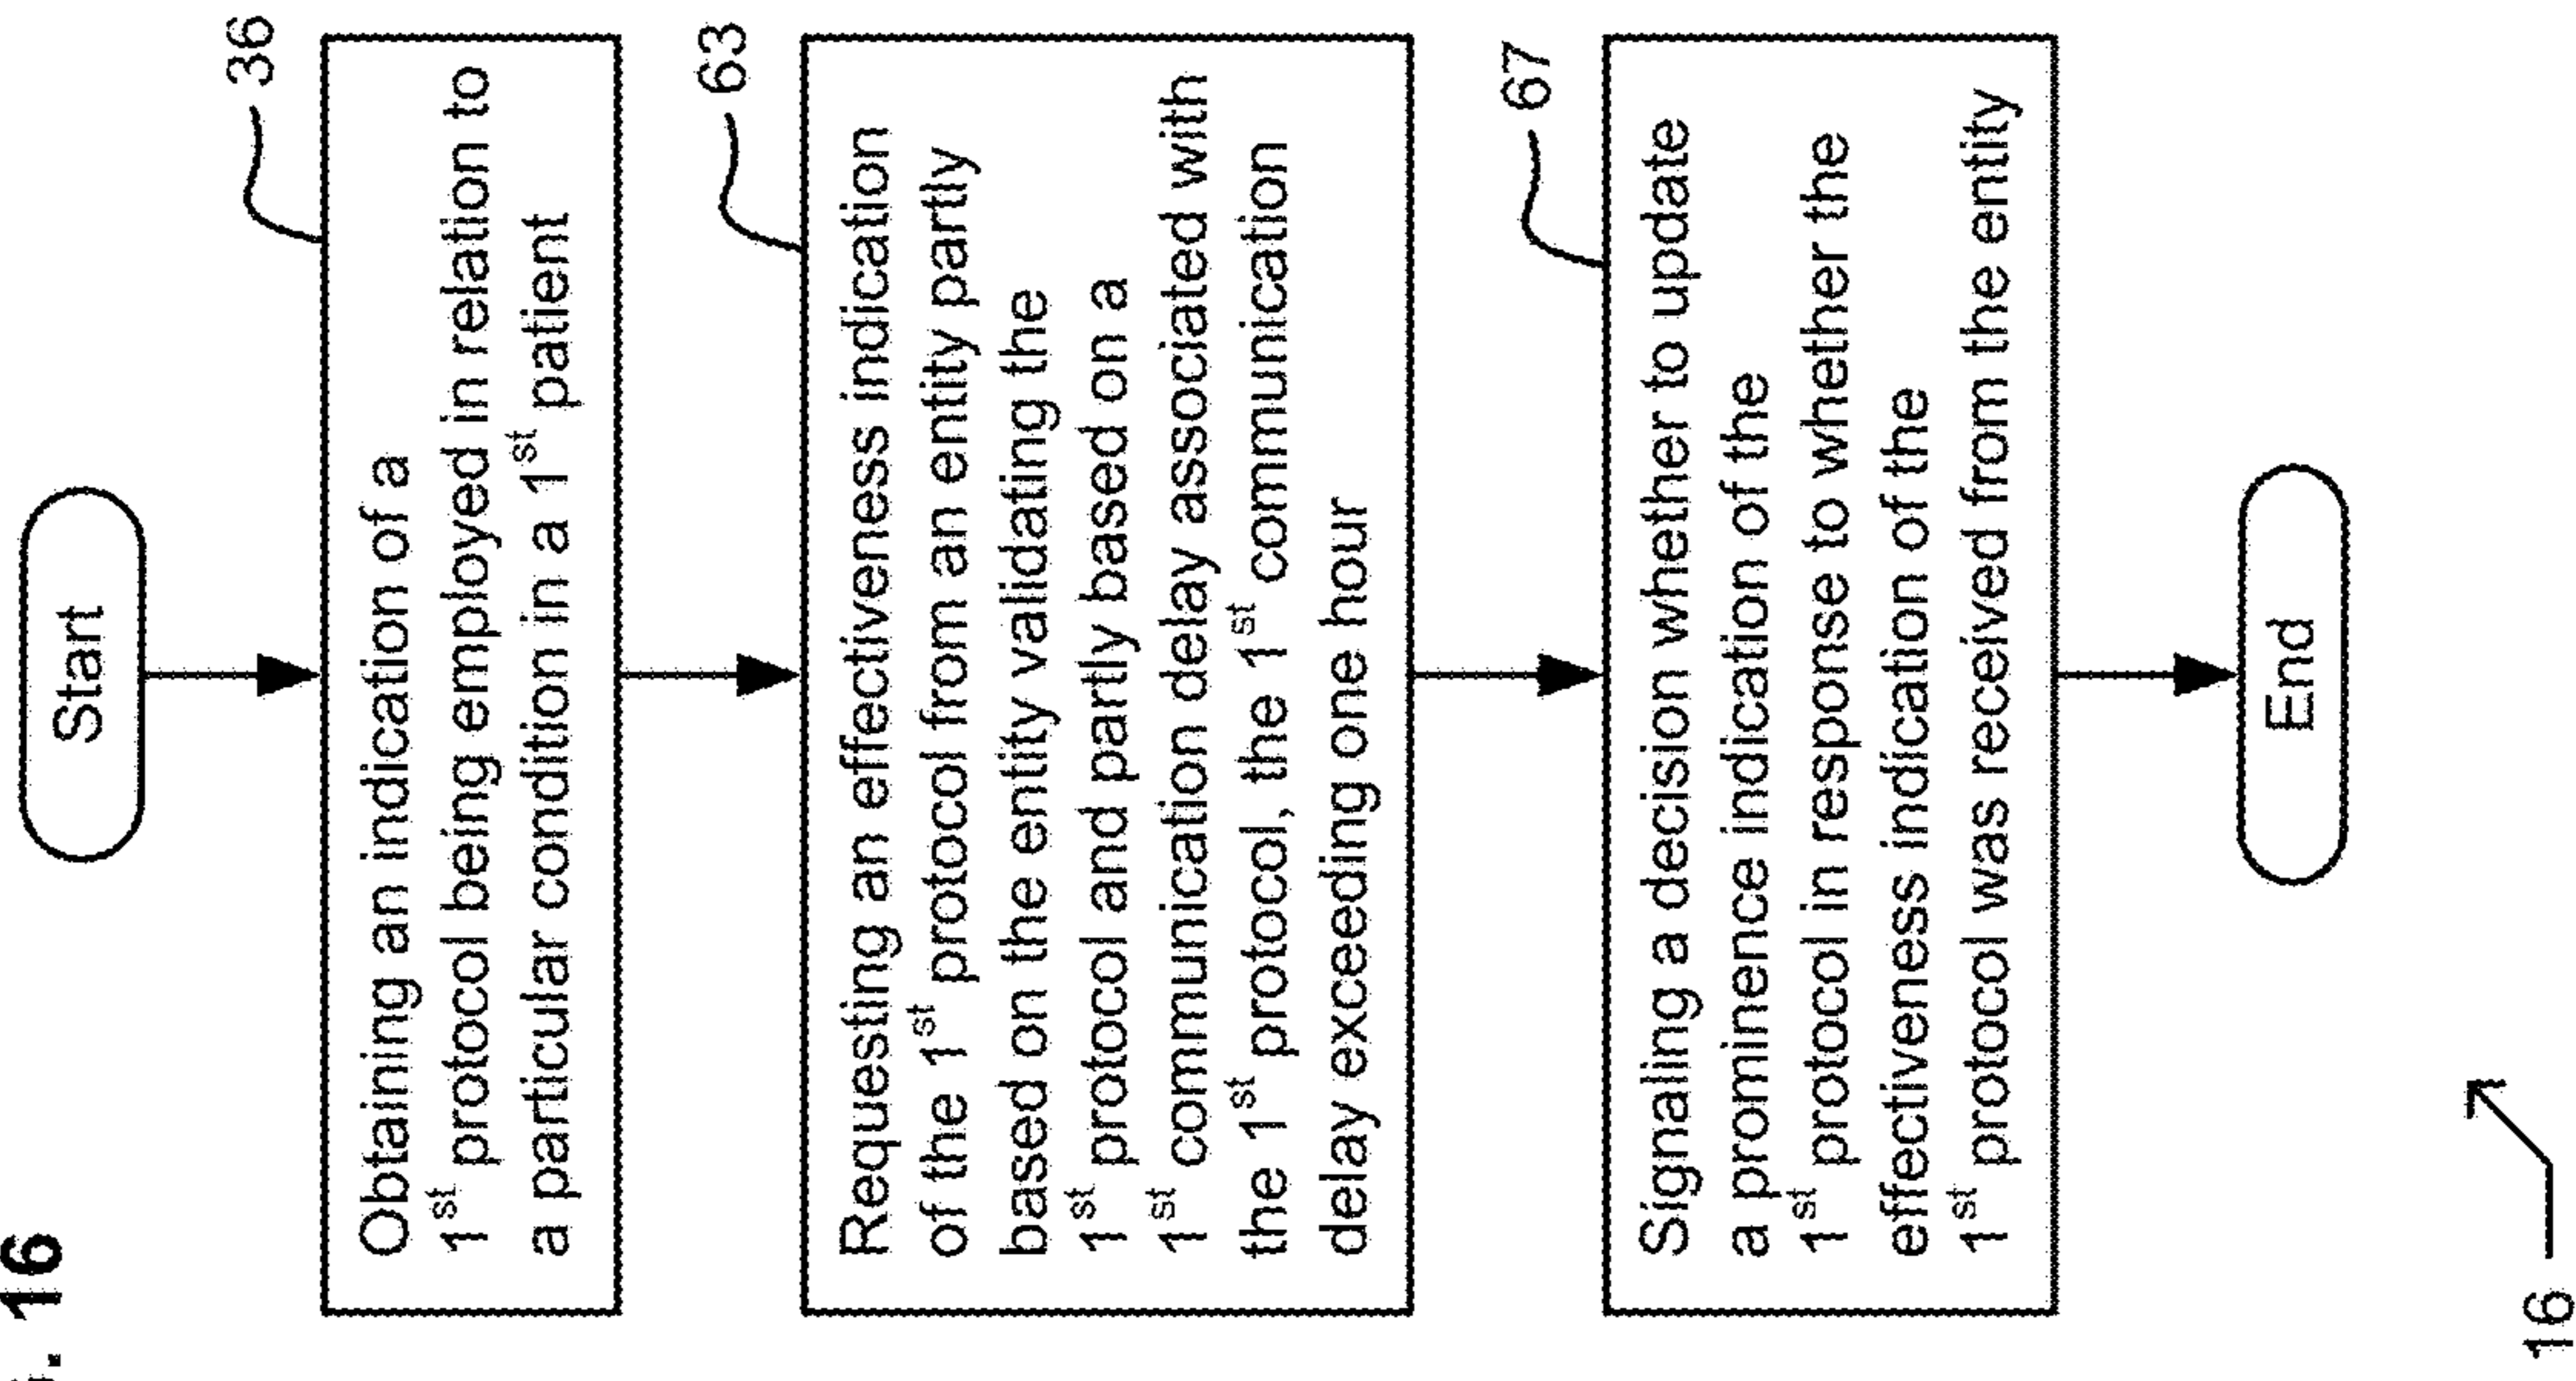 . 16
Start
36
Obtaining an indication of a
1st protocol being employed in relation to
a particular condition in a 1st patient
63
Requesting an effectiveness indication
of the 1st protocol from an entity partly
based on the entity validating the
1st protocol and partly based on a
1st communication delay associated with
the 1st protocol, the 1st communication
delay exceeding one hour
67
Signaling a decision whether to update
a prominence indication of the
1st protocol in response to whether the
effectiveness indication of the
1st protocol was received from the entity
End
16